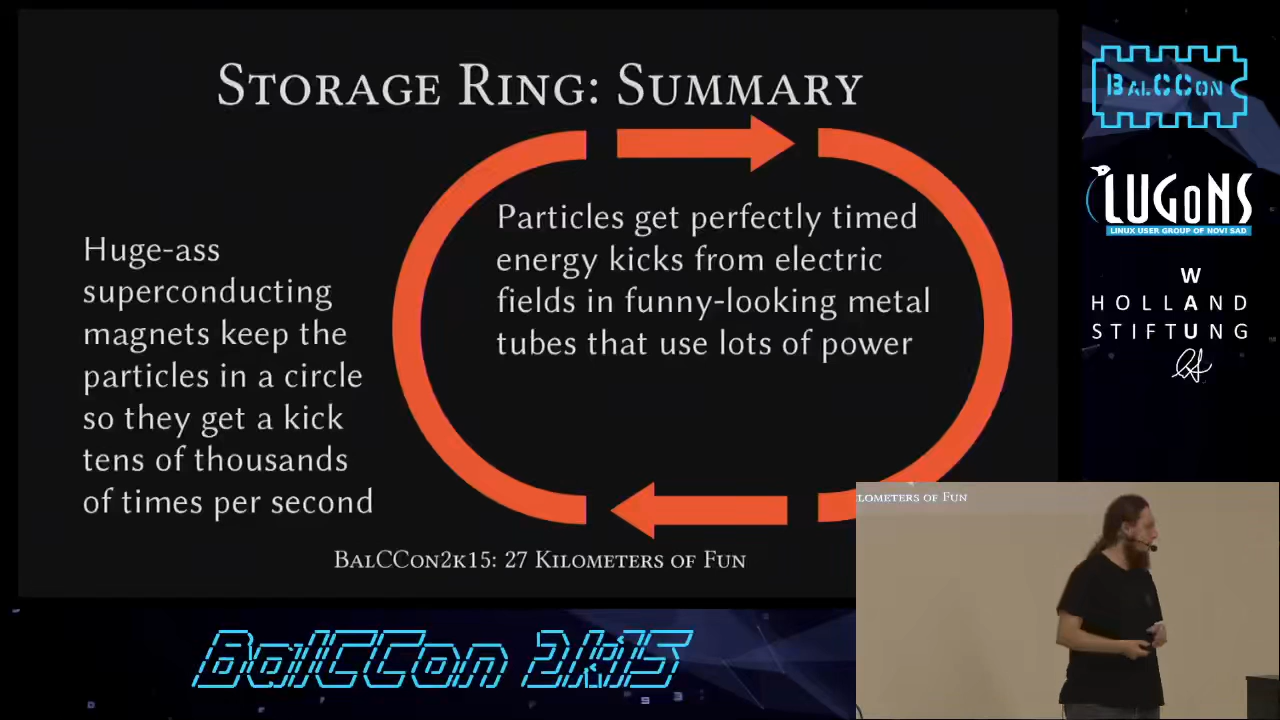 Storage Ring: Summary
Huge-ass
superconducting
magnets keep the
particles in a circle
so they get a kick
tens of thousands
of times per second
Particles get perfectly timed
energy kicks from electric
fields in funny-looking metal
tubes that use lots of power
BalCCon2k15: 27 Kilometers of Fun
BalCCon
LUGoNS
LINUX USER GROUP OF NOVI SAD
W
HOLLAND
STIFTUNG
ilometers of Fun
BalCCon 2k15